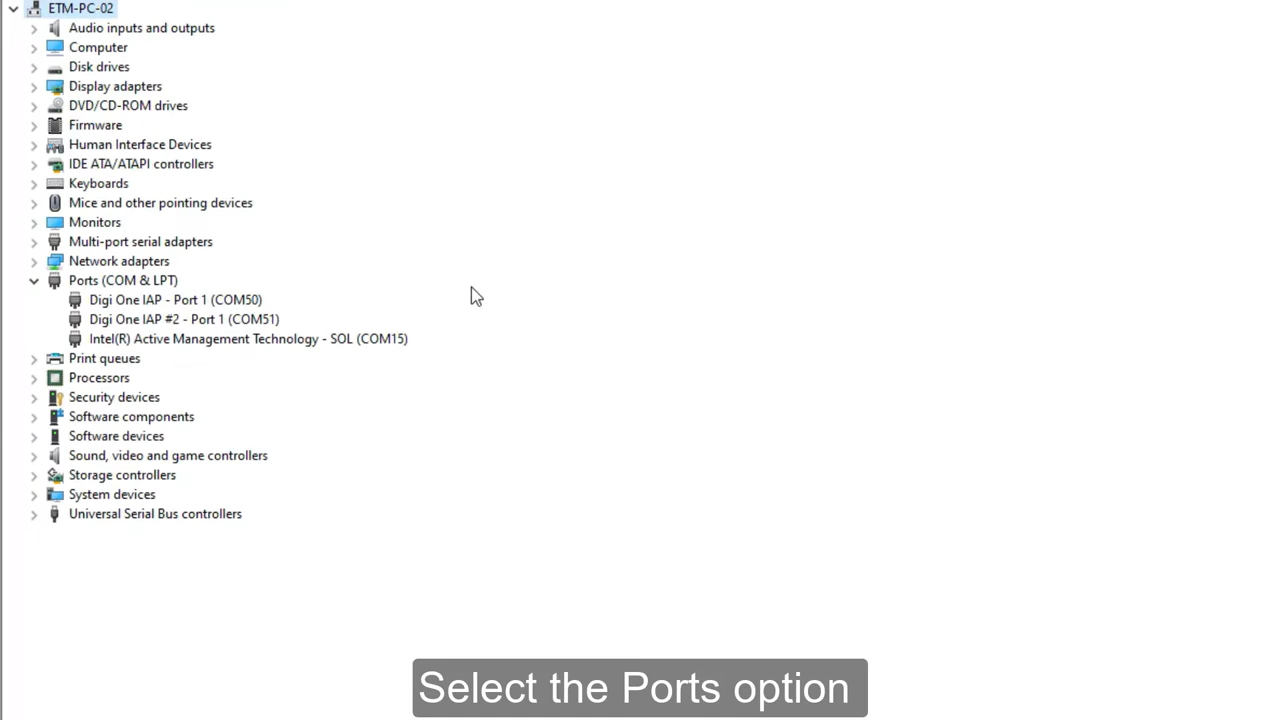 ETM-PC-02
Audio inputs and outputs
Computer
Disk drives
Display adapters
DVD/CD-ROM drives
Firmware
Human Interface Devices
IDE ATA/ATAPI controllers
Keyboards
Mice and other pointing devices
Monitors
Multi-port serial adapters
Network adapters
Ports (COM & LPT)
Digi One IAP - Port 1 (COM50)
Digi One IAP #2 - Port 1 (COM51)
Intel(R) Active Management Technology - SOL (COM15)
Print queues
Processors
Security devices
Software components
Software devices
Sound, video and game controllers
Storage controllers
System devices
Universal Serial Bus controllers
Select the Ports option